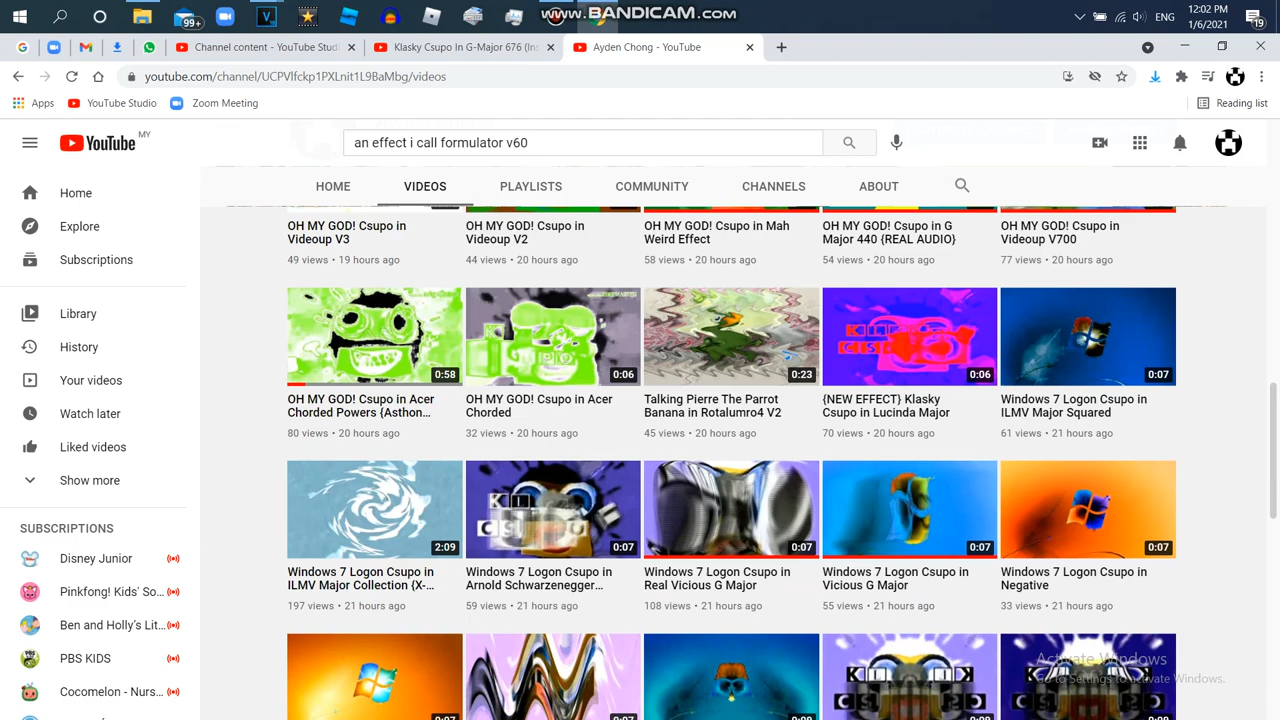 www.BANDICAM.com
99+
ENG
12:02 PM
1/6/2021
19
Channel content - YouTube Studi
Klasky Csupo In G-Major 676 (Ins
Ayden Chong - YouTube
youtube.com/channel/UCPVlfckp1PXLnit1L9BaMbg/videos
Apps
YouTube Studio
Zoom Meeting
Reading list
YouTube MY
an effect i call formulator v60
HOME
VIDEOS
PLAYLISTS
COMMUNITY
CHANNELS
ABOUT
Home
Explore
Subscriptions
Library
History
Your videos
Watch later
Liked videos
Show more
SUBSCRIPTIONS
Disney Junior
Pinkfong! Kids' So...
Ben and Holly's Lit...
PBS KIDS
Cocomelon - Nurs...
OH MY GOD! Csupo in
Videoup V3
49 views • 19 hours ago
OH MY GOD! Csupo in
Videoup V2
44 views • 20 hours ago
OH MY GOD! Csupo in Mah
Weird Effect
58 views • 20 hours ago
OH MY GOD! Csupo in G
Major 440 {REAL AUDIO}
54 views • 20 hours ago
OH MY GOD! Csupo in
Videoup V700
77 views • 20 hours ago
0:58
OH MY GOD! Csupo in Acer
Chorded Powers {Asthon...
80 views • 20 hours ago
0:06
OH MY GOD! Csupo in Acer
Chorded
32 views • 20 hours ago
0:23
Talking Pierre The Parrot
Banana in Rotalumro4 V2
45 views • 20 hours ago
0:06
{NEW EFFECT} Klasky
Csupo in Lucinda Major
70 views • 20 hours ago
0:07
Windows 7 Logon Csupo in
ILMV Major Squared
61 views • 21 hours ago
2:09
Windows 7 Logon Csupo in
ILMV Major Collection {X-...
197 views • 21 hours ago
0:07
Windows 7 Logon Csupo in
Arnold Schwarzenegger...
59 views • 21 hours ago
0:07
Windows 7 Logon Csupo in
Real Vicious G Major
108 views • 21 hours ago
0:07
Windows 7 Logon Csupo in
Vicious G Major
55 views • 21 hours ago
0:07
Windows 7 Logon Csupo in
Negative
33 views • 21 hours ago
Activate Windows
Go to Settings to activate Windows.